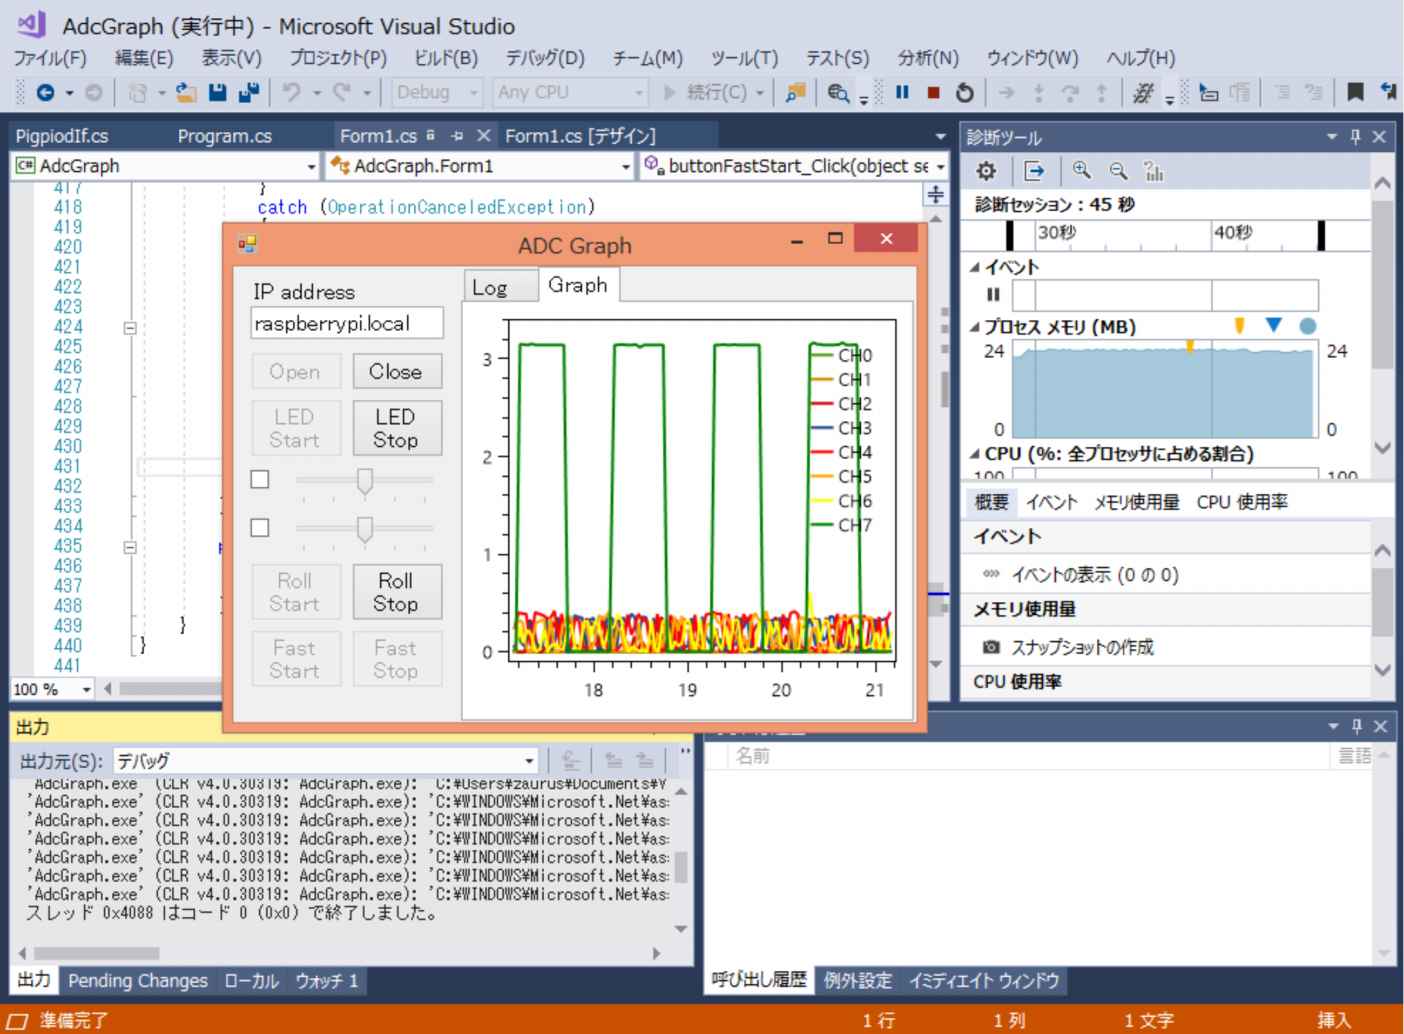 AdcGraph (実行中) - Microsoft Visual Studio
ファイル(F) 編集(E) 表示(V) プロジェクト(P) ビルド(B) デバッグ(D) チーム(M) ツール(T) テスト(S) 分析(N) ウィンドウ(W) ヘルプ(H)
Debug Any CPU 続行(C)
PigpiodIf.cs Program.cs Form1.cs Form1.cs [デザイン]
C# AdcGraph AdcGraph.Form1 buttonFastStart_Click(object se
417 }
418 catch (OperationCanceledException)
419
420
421
422
423
424
425
426
427
428
429
430
431
432
433
434
435
436
437
438
439 }
440 }
441
100 %
ADC Graph
IP address
raspberrypi.local
Open Close
LED Start LED Stop
Roll Start Roll Stop
Fast Start Fast Stop
Log Graph
3
2
1
0
18 19 20 21
CH0
CH1
CH2
CH3
CH4
CH5
CH6
CH7
診断ツール
診断セッション : 45 秒
30秒 40秒
イベント
プロセス メモリ (MB)
24 24
0 0
CPU (%: 全プロセッサに占める割合)
100 100
概要 イベント メモリ使用量 CPU 使用率
イベント
イベントの表示 (0 の 0)
メモリ使用量
スナップショットの作成
CPU 使用率
出力
出力元(S): デバッグ
'AdcGraph.exe' (CLR v4.0.30319: AdcGraph.exe): 'C:¥Users¥zaurus¥Documents¥V
'AdcGraph.exe' (CLR v4.0.30319: AdcGraph.exe): 'C:¥WINDOWS¥Microsoft.Net¥as
'AdcGraph.exe' (CLR v4.0.30319: AdcGraph.exe): 'C:¥WINDOWS¥Microsoft.Net¥as
'AdcGraph.exe' (CLR v4.0.30319: AdcGraph.exe): 'C:¥WINDOWS¥Microsoft.Net¥as
'AdcGraph.exe' (CLR v4.0.30319: AdcGraph.exe): 'C:¥WINDOWS¥Microsoft.Net¥as
'AdcGraph.exe' (CLR v4.0.30319: AdcGraph.exe): 'C:¥WINDOWS¥Microsoft.Net¥as
'AdcGraph.exe' (CLR v4.0.30319: AdcGraph.exe): 'C:¥WINDOWS¥Microsoft.Net¥as
スレッド 0x4088 はコード 0 (0x0) で終了しました。
出力 Pending Changes ローカル ウォッチ 1
名前 言語
呼び出し履歴 例外設定 イミディエイト ウィンドウ
準備完了 1 行 1 列 1 文字 挿入